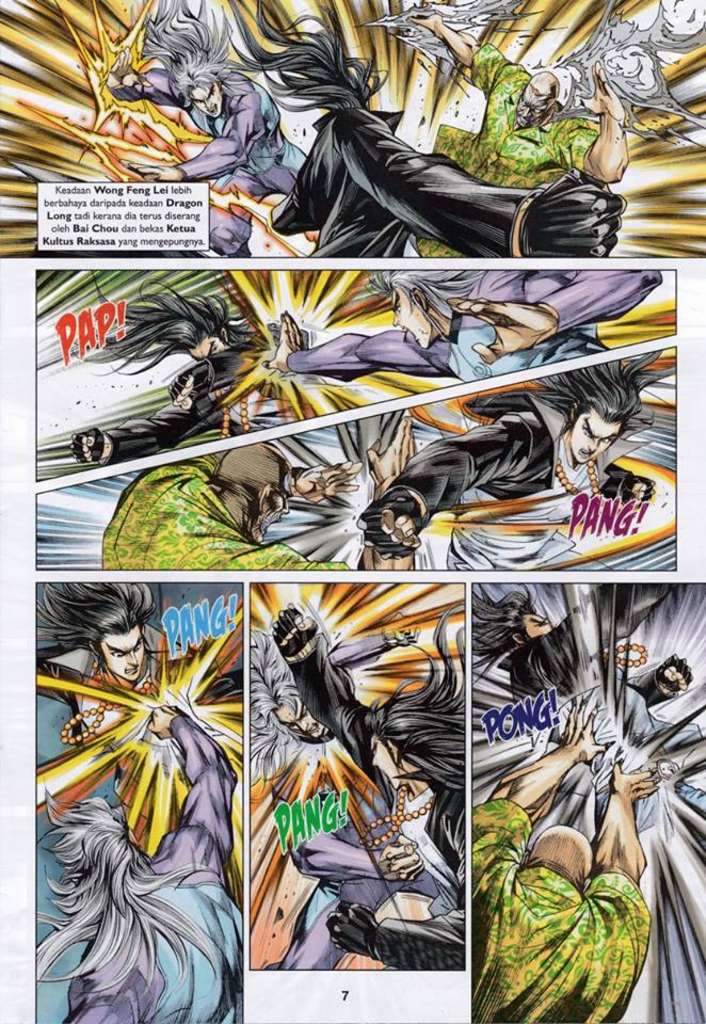 Keadaan Wong Feng Lei lebih
berbahaya daripada keadaan Dragon
Long tadi kerana dia terus diserang
oleh Bai Chou dan bekas Ketua
Kultus Raksasa yang mengepungnya.
PAP!
PANG!
PANG!
PANG!
PONG!
7